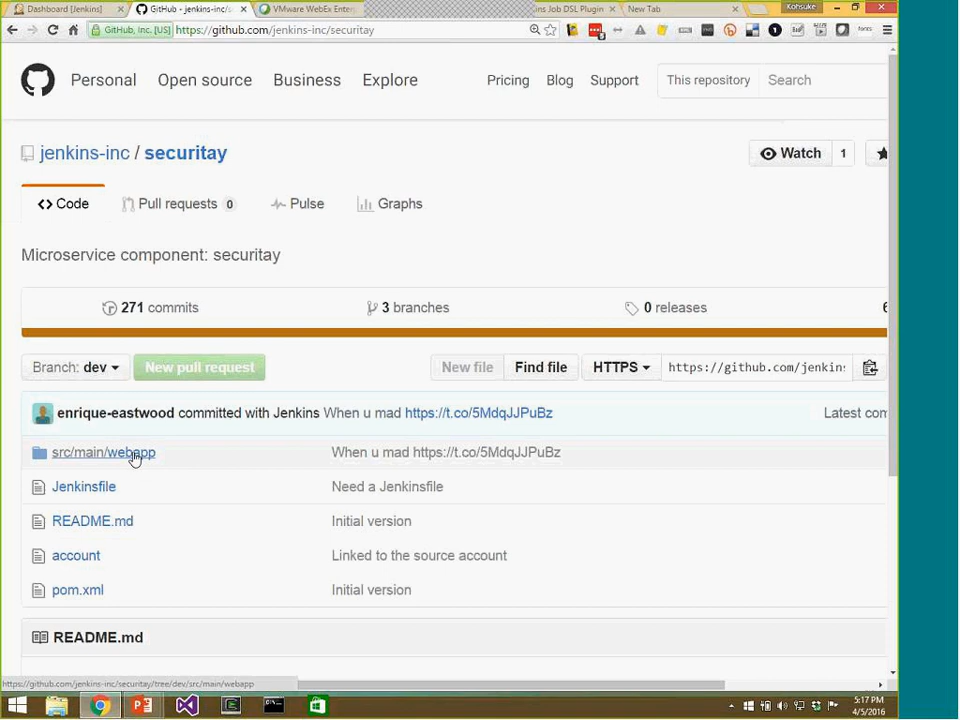 Dashboard [Jenkins]
GitHub - jenkins-inc/s
VMware WebEx Enter
ns Job DSL Plugin
New Tab
Kohsuke
GitHub, Inc. [US]
https://github.com/jenkins-inc/securitay
Personal Open source Business Explore
Pricing Blog Support
This repository Search
jenkins-inc / securitay
Watch 1
Code Pull requests 0 Pulse Graphs
Microservice component: securitay
271 commits 3 branches 0 releases 6
Branch: dev New pull request New file Find file HTTPS https://github.com/jenkins
enrique-eastwood committed with Jenkins When u mad https://t.co/5MdqJJPuBz Latest com
src/main/webapp When u mad https://t.co/5MdqJJPuBz
Jenkinsfile Need a Jenkinsfile
README.md Initial version
account Linked to the source account
pom.xml Initial version
README.md
https://github.com/jenkins-inc/securitay/tree/dev/src/main/webapp
5:17 PM
4/5/2016